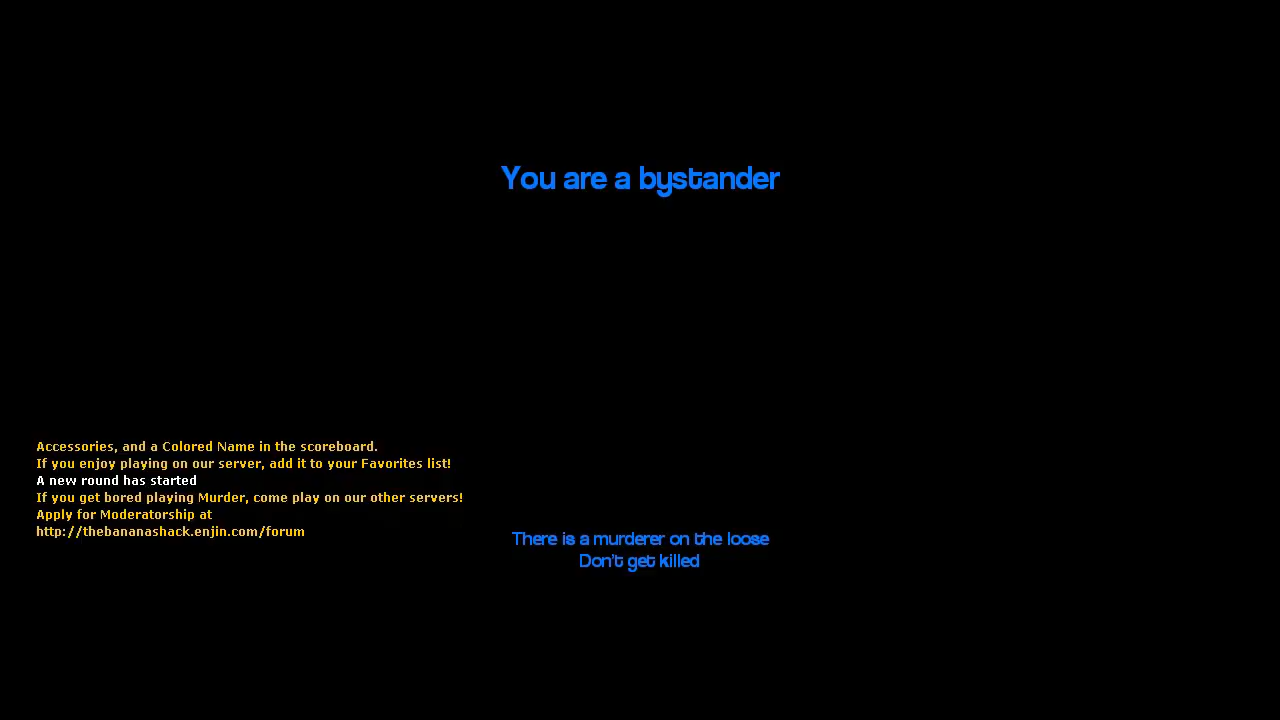 You are a bystander
Accessories, and a Colored Name in the scoreboard.
If you enjoy playing on our server, add it to your Favorites list!
A new round has started
If you get bored playing Murder, come play on our other servers!
Apply for Moderatorship at
http://thebananashack.enjin.com/forum
There is a murderer on the loose
Don't get killed